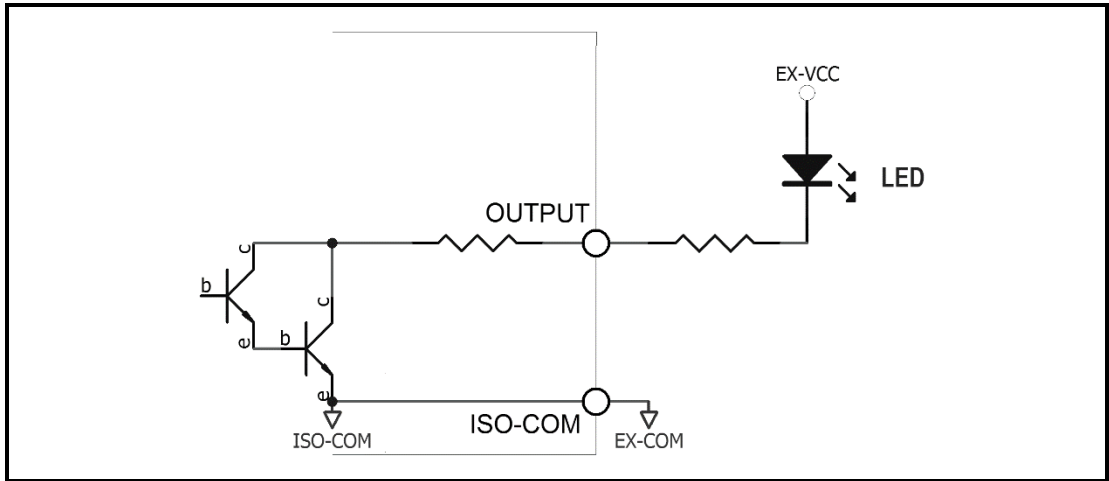 EX-VCC
LED
OUTPUT
c
b
c
e
b
e
ISO-COM
ISO-COM
EX-COM